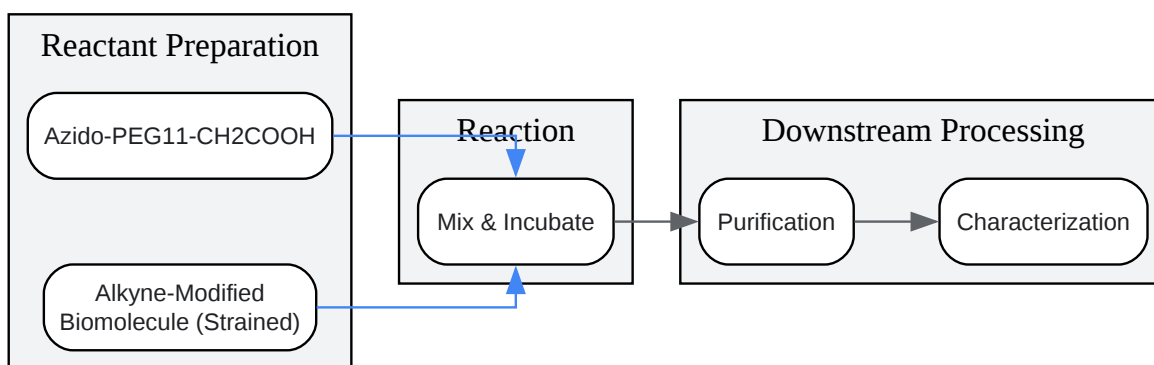 Reactant Preparation
Azido-PEG11-CH2COOH
Alkyne-Modified
Biomolecule (Strained)
Reaction
Mix & Incubate
Downstream Processing
Purification
Characterization